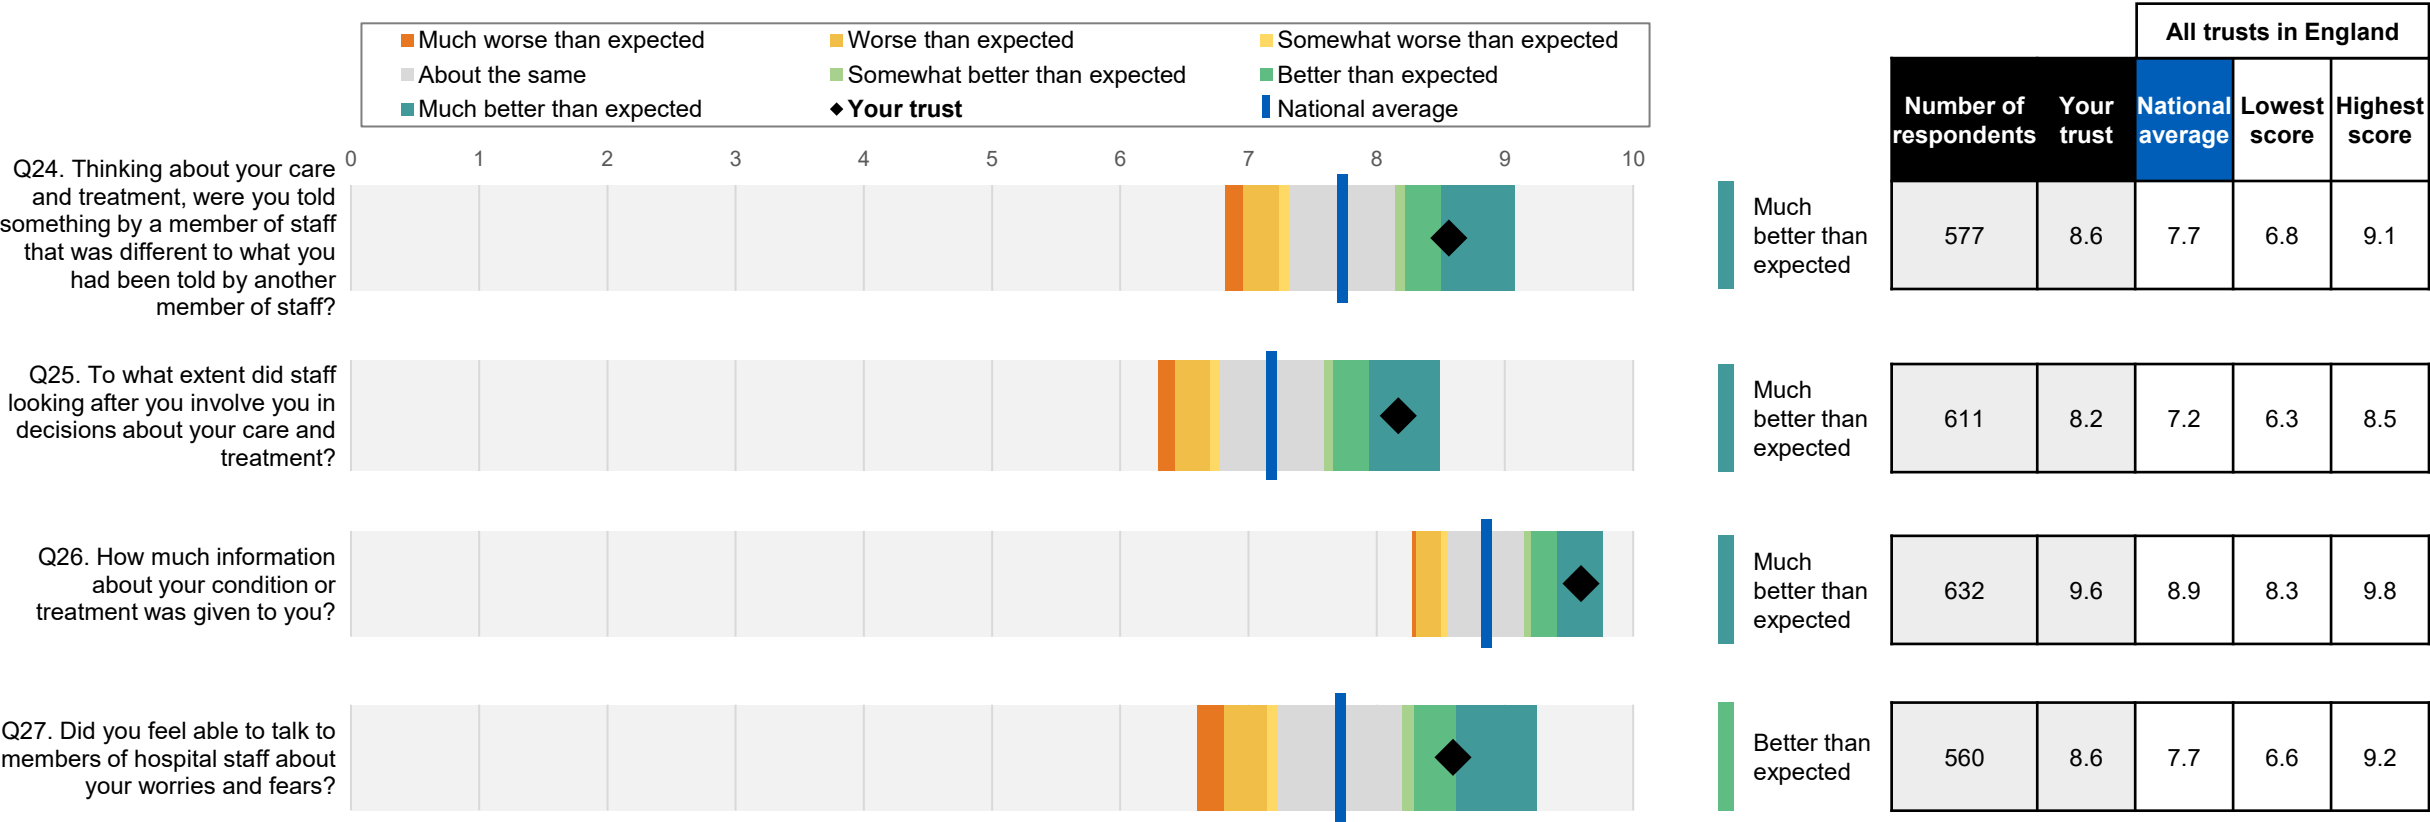 Much worse than expected
Worse than expected
Somewhat worse than expected
About the same
Somewhat better than expected
Better than expected
Much better than expected
Your trust
National average
All trusts in England
Number of
respondents
Your
trust
National
average
Lowest
score
Highest
score
0 1 2 3 4 5 6 7 8 9 10
Q24. Thinking about your care
and treatment, were you told
something by a member of staff
that was different to what you
had been told by another
member of staff?
Much
better than
expected
577 8.6 7.7 6.8 9.1
Q25. To what extent did staff
looking after you involve you in
decisions about your care and
treatment?
Much
better than
expected
611 8.2 7.2 6.3 8.5
Q26. How much information
about your condition or
treatment was given to you?
Much
better than
expected
632 9.6 8.9 8.3 9.8
Q27. Did you feel able to talk to
members of hospital staff about
your worries and fears?
Better than
expected
560 8.6 7.7 6.6 9.2